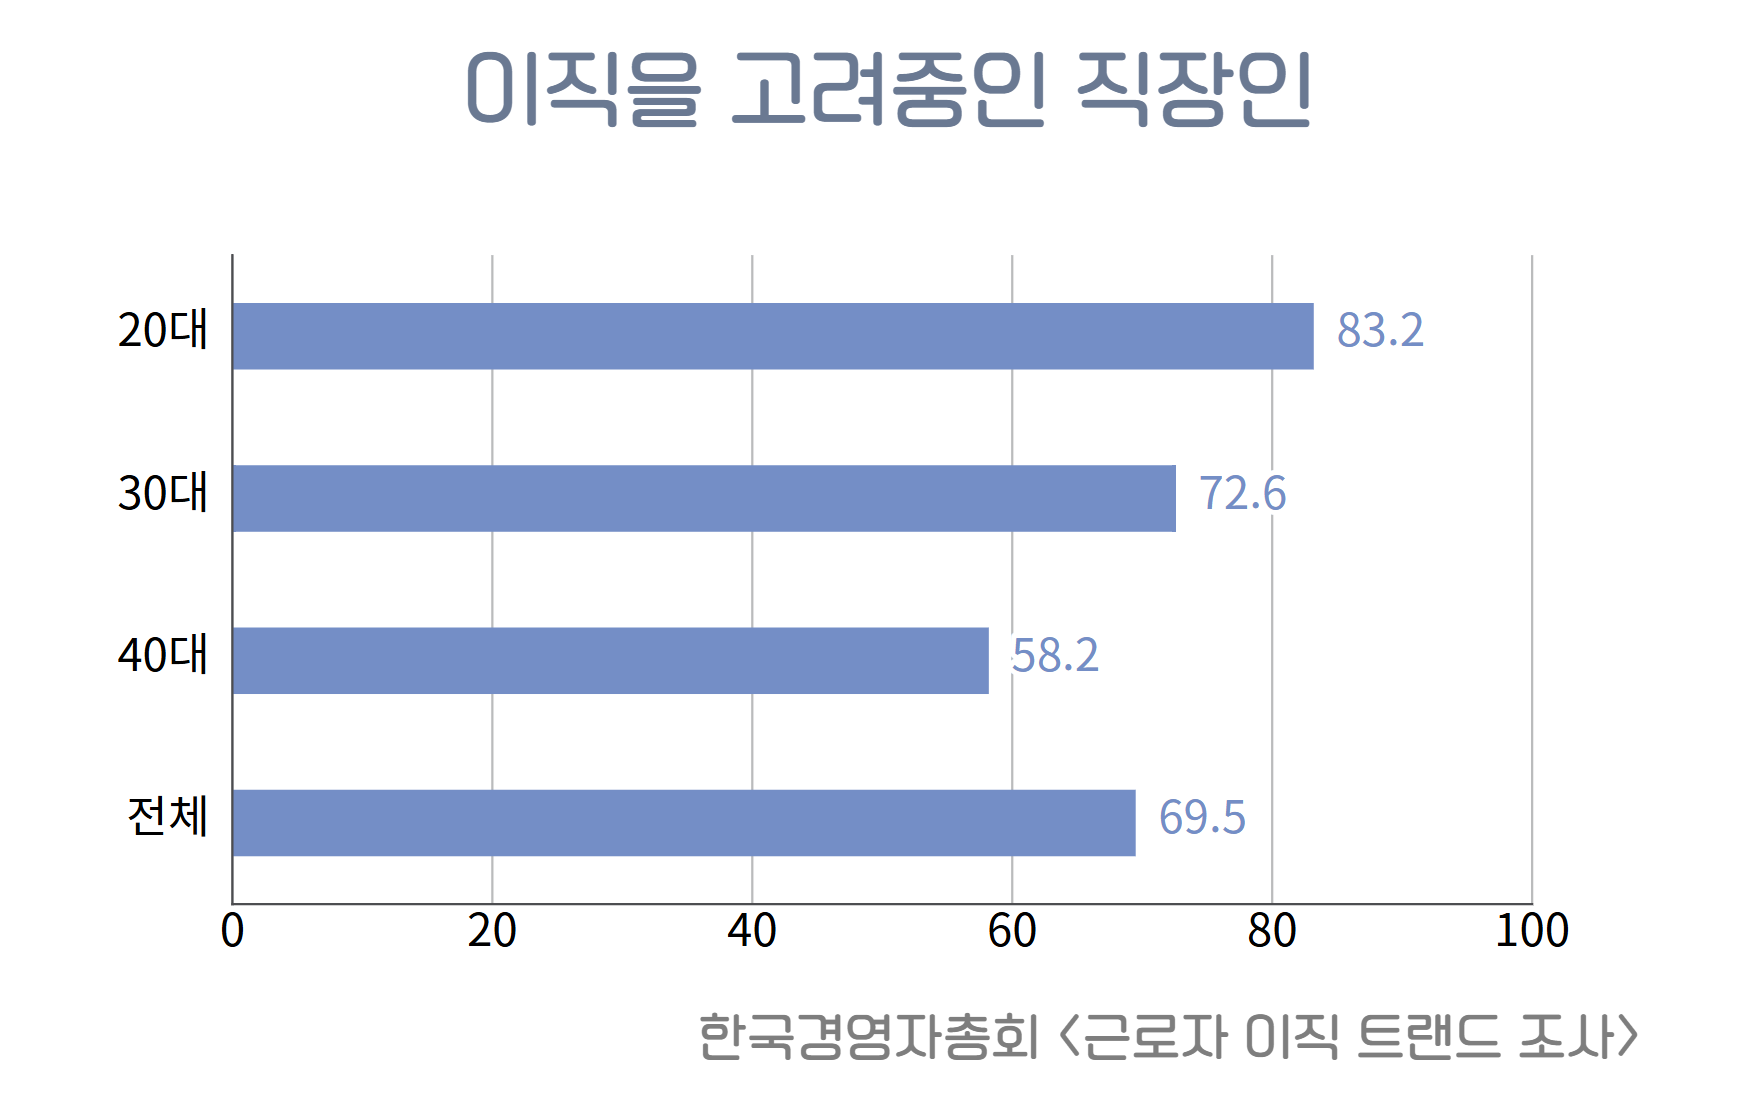 이직을 고려중인 직장인
20대 83.2
30대 72.6
40대 58.2
전체 69.5
0 20 40 60 80 100
한국경영자총회 <근로자 이직 트랜드 조사>